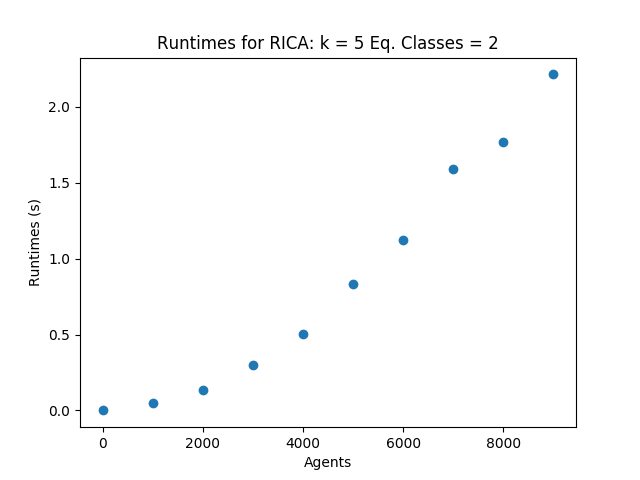 Runtimes for RICA: k = 5 Eq. Classes = 2
2.0
1.5
1.0
0.5
0.0
Runtimes (s)
0 2000 4000 6000 8000
Agents